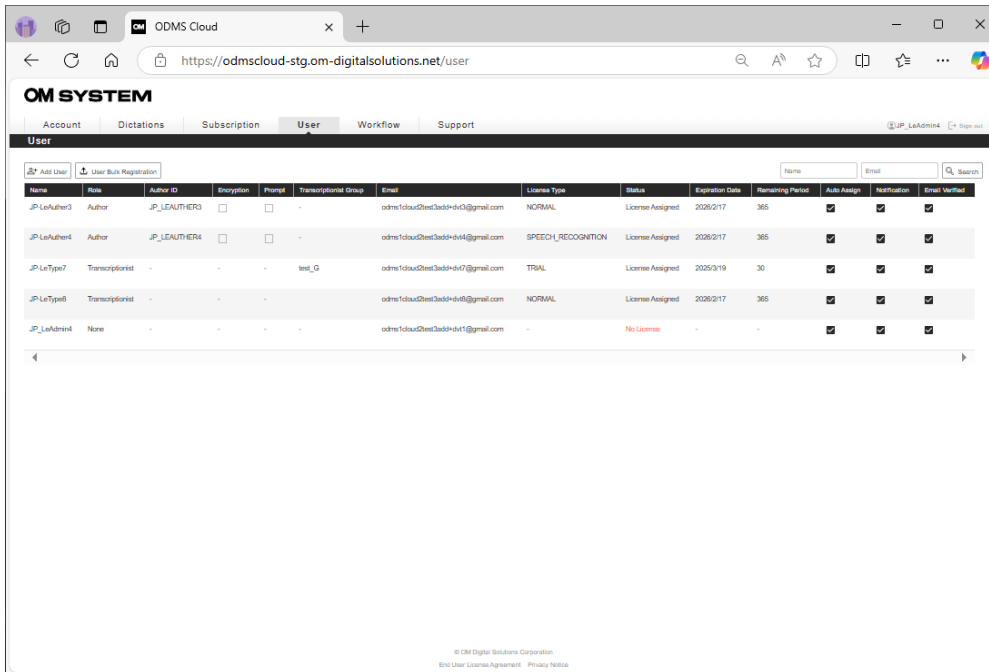 OM ODMS Cloud
https://odmscloud-stg.om-digitalsolutions.net/user
OM SYSTEM
Account Dictations Subscription User Workflow Support JP_LeAdmin4 Sign out
User
Add User User Bulk Registration Name Email Search
Name Role Author ID Encryption Prompt Transcriptionist Group Email License Type Status Expiration Date Remaining Period Auto Assign Notification Email Verified
JP-LeAuther3 Author JP_LEAUTHER3 - odms1cloud2test3add+dvt3@gmail.com NORMAL License Assigned 2026/2/17 365
JP-LeAuther4 Author JP_LEAUTHER4 - odms1cloud2test3add+dvt4@gmail.com SPEECH_RECOGNITION License Assigned 2026/2/17 365
JP-LeType7 Transcriptionist - - - test_G odms1cloud2test3add+dvt7@gmail.com TRIAL License Assigned 2025/3/19 30
JP-LeType8 Transcriptionist - - - odms1cloud2test3add+dvt8@gmail.com NORMAL License Assigned 2026/2/17 365
JP_LeAdmin4 None - - - - odms1cloud2test3add+dvt1@gmail.com - No License - -
© OM Digital Solutions Corporation
End User License Agreement Privacy Notice